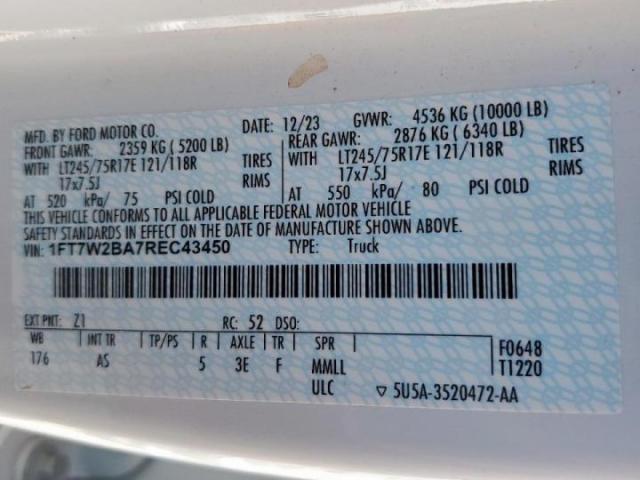 MFD. BY FORD MOTOR CO. DATE: 12/23 GVWR: 4536 KG (10000 LB)
FRONT GAWR: 2359 KG (5200 LB) REAR GAWR: 2876 KG (6340 LB)
WITH LT245/75R17E 121/118R TIRES WITH LT245/75R17E 121/118R TIRES
17x7.5J RIMS 17x7.5J RIMS
AT 520 kPa/ 75 PSI COLD AT 550 kPa/ 80 PSI COLD
THIS VEHICLE CONFORMS TO ALL APPLICABLE FEDERAL MOTOR VEHICLE
SAFETY STANDARDS IN EFFECT ON THE DATE OF MANUFACTURE SHOWN ABOVE.
VIN: 1FT7W2BA7REC43450 TYPE: Truck
EXT PNT: Z1 RC: 52 DSO:
WB INT TR TP/PS R AXLE TR SPR F0648
176 AS 5 3E F MMLL T1220
ULC ▽ 5U5A-3520472-AA